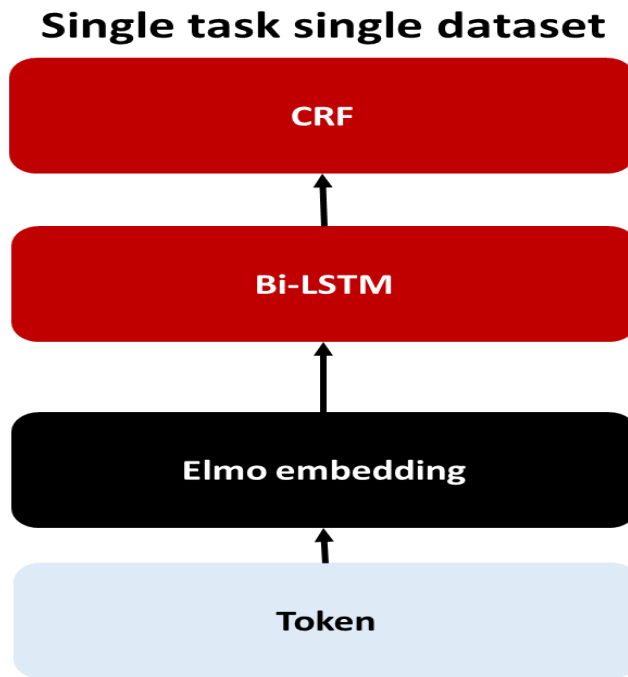 Single task single dataset
CRF
Bi-LSTM
Elmo embedding
Token